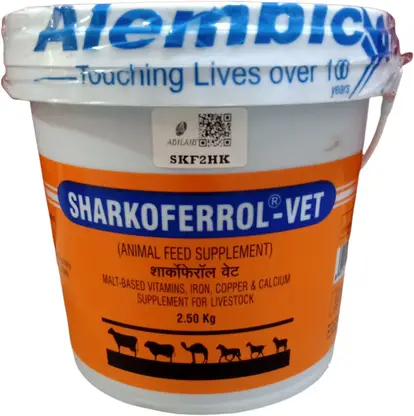 Alembic
Touching Lives over 100
years
ADILAID
SKF2HK
SHARKOFERROL®-VET
(ANIMAL FEED SUPPLEMENT)
शार्कोफेरॉल वेट
MALT-BASED VITAMINS, IRON, COPPER & CALCIUM
SUPPLEMENT FOR LIVESTOCK
2.50 Kg